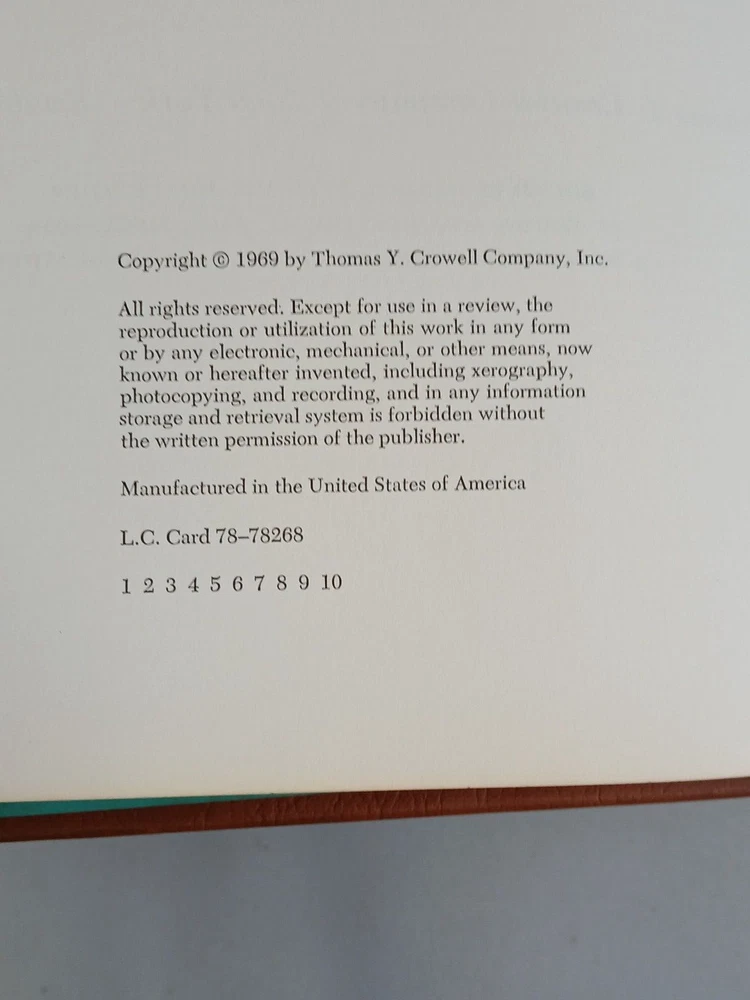 Copyright © 1969 by Thomas Y. Crowell Company, Inc.
All rights reserved. Except for use in a review, the
reproduction or utilization of this work in any form
or by any electronic, mechanical, or other means, now
known or hereafter invented, including xerography,
photocopying, and recording, and in any information
storage and retrieval system is forbidden without
the written permission of the publisher.
Manufactured in the United States of America
L.C. Card 78–78268
1 2 3 4 5 6 7 8 9 10